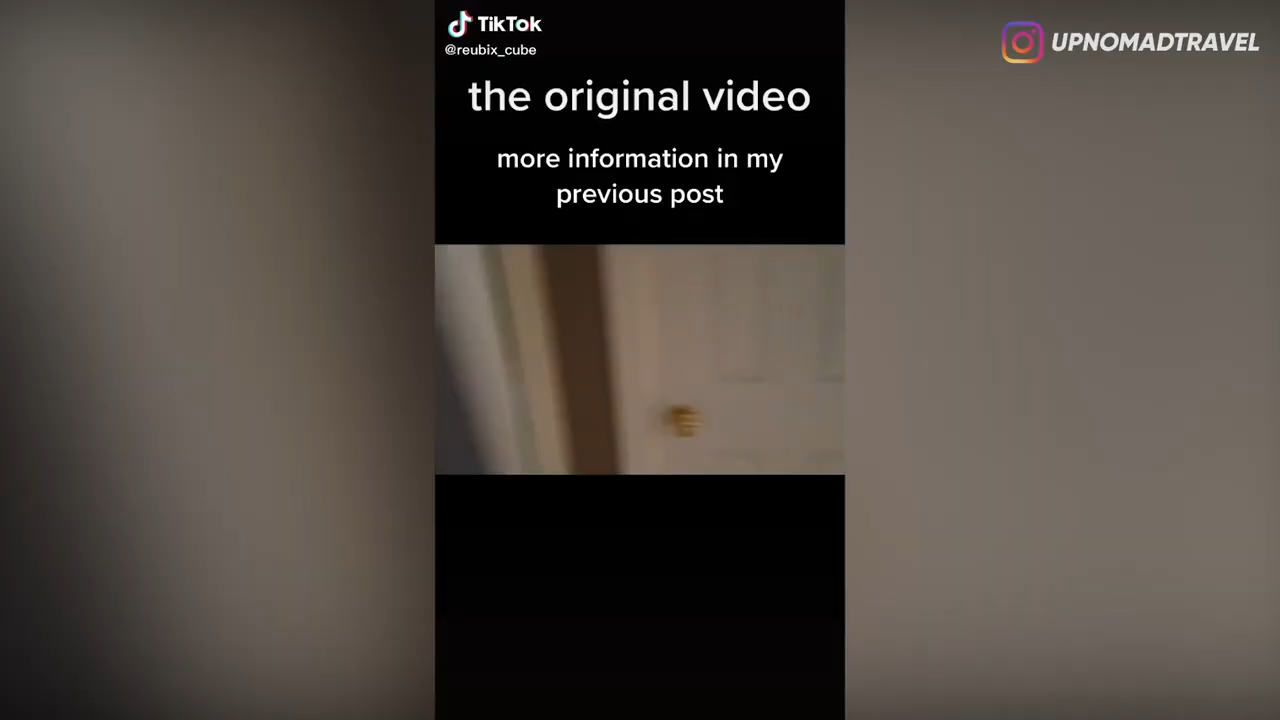 TikTok
@reubix_cube
UPNOMADTRAVEL
the original video
more information in my
previous post